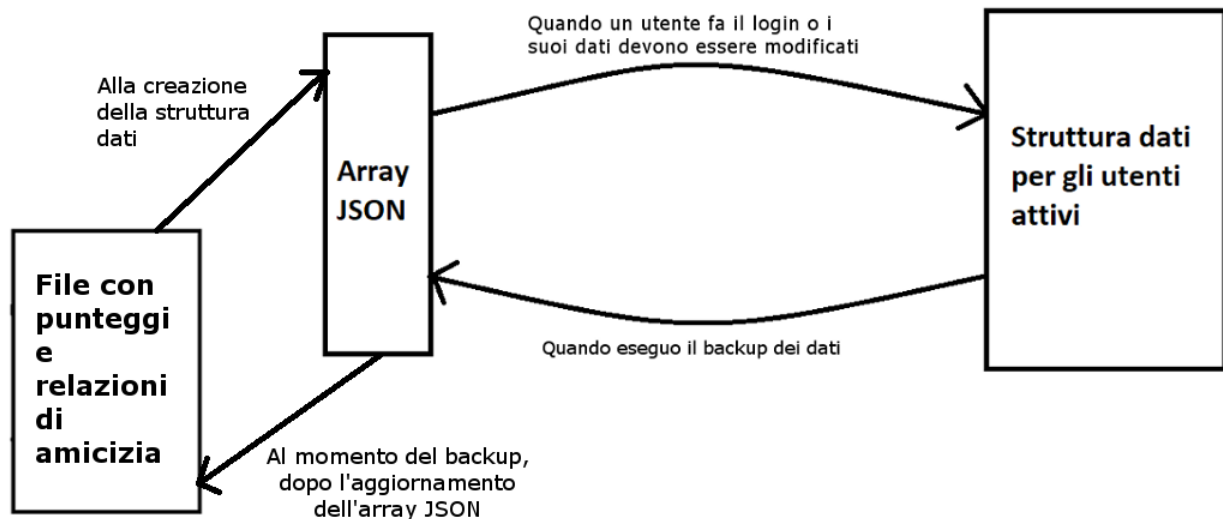 Quando un utente fa il login o i
suoi dati devono essere modificati
Alla creazione
della struttura
dati
Array
JSON
Struttura dati
per gli utenti
attivi
File con
punteggi
e
relazioni
di
amicizia
Quando eseguo il backup dei dati
Al momento del backup,
dopo l'aggiornamento
dell'array JSON